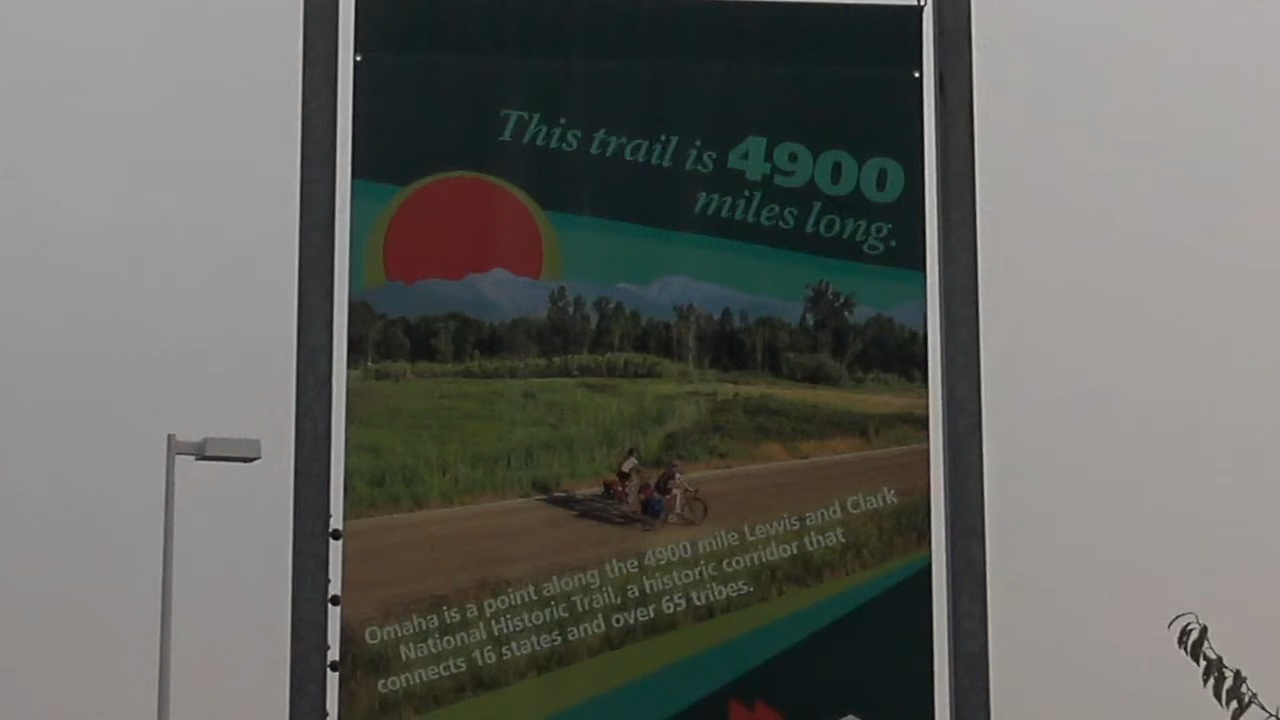 This trail is 4900
miles long.
Omaha is a point along the 4900 mile Lewis and Clark
National Historic Trail, a historic corridor that
connects 16 states and over 65 tribes.